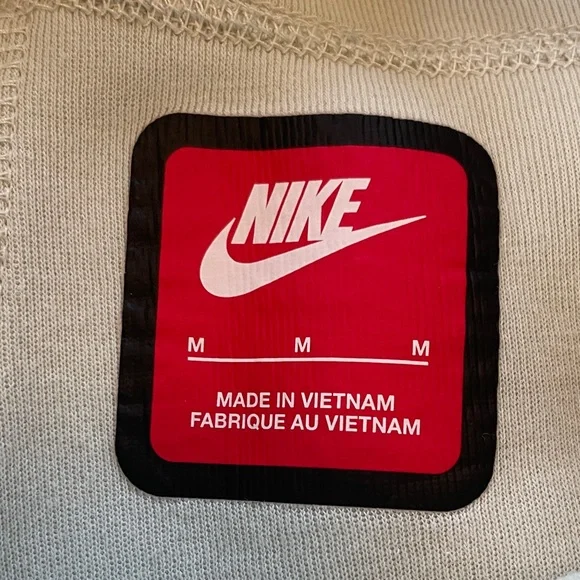 NIKE
M M M
MADE IN VIETNAM
FABRIQUE AU VIETNAM